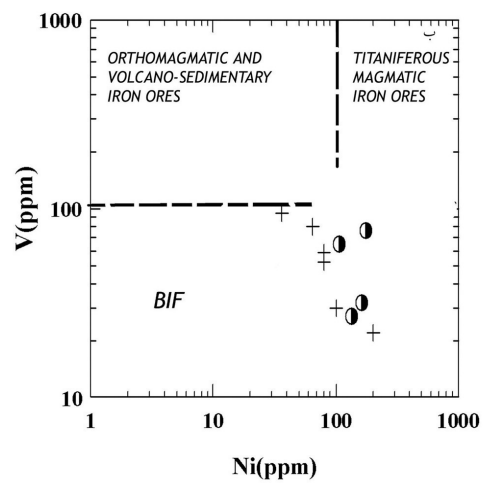 1000
ORTHOMAGMATIC AND
VOLCANO-SEDIMENTARY
IRON ORES
TITANIFEROUS
MAGMATIC
IRON ORES
V(ppm)
100
BIF
10
1
10
100
1000
Ni(ppm)